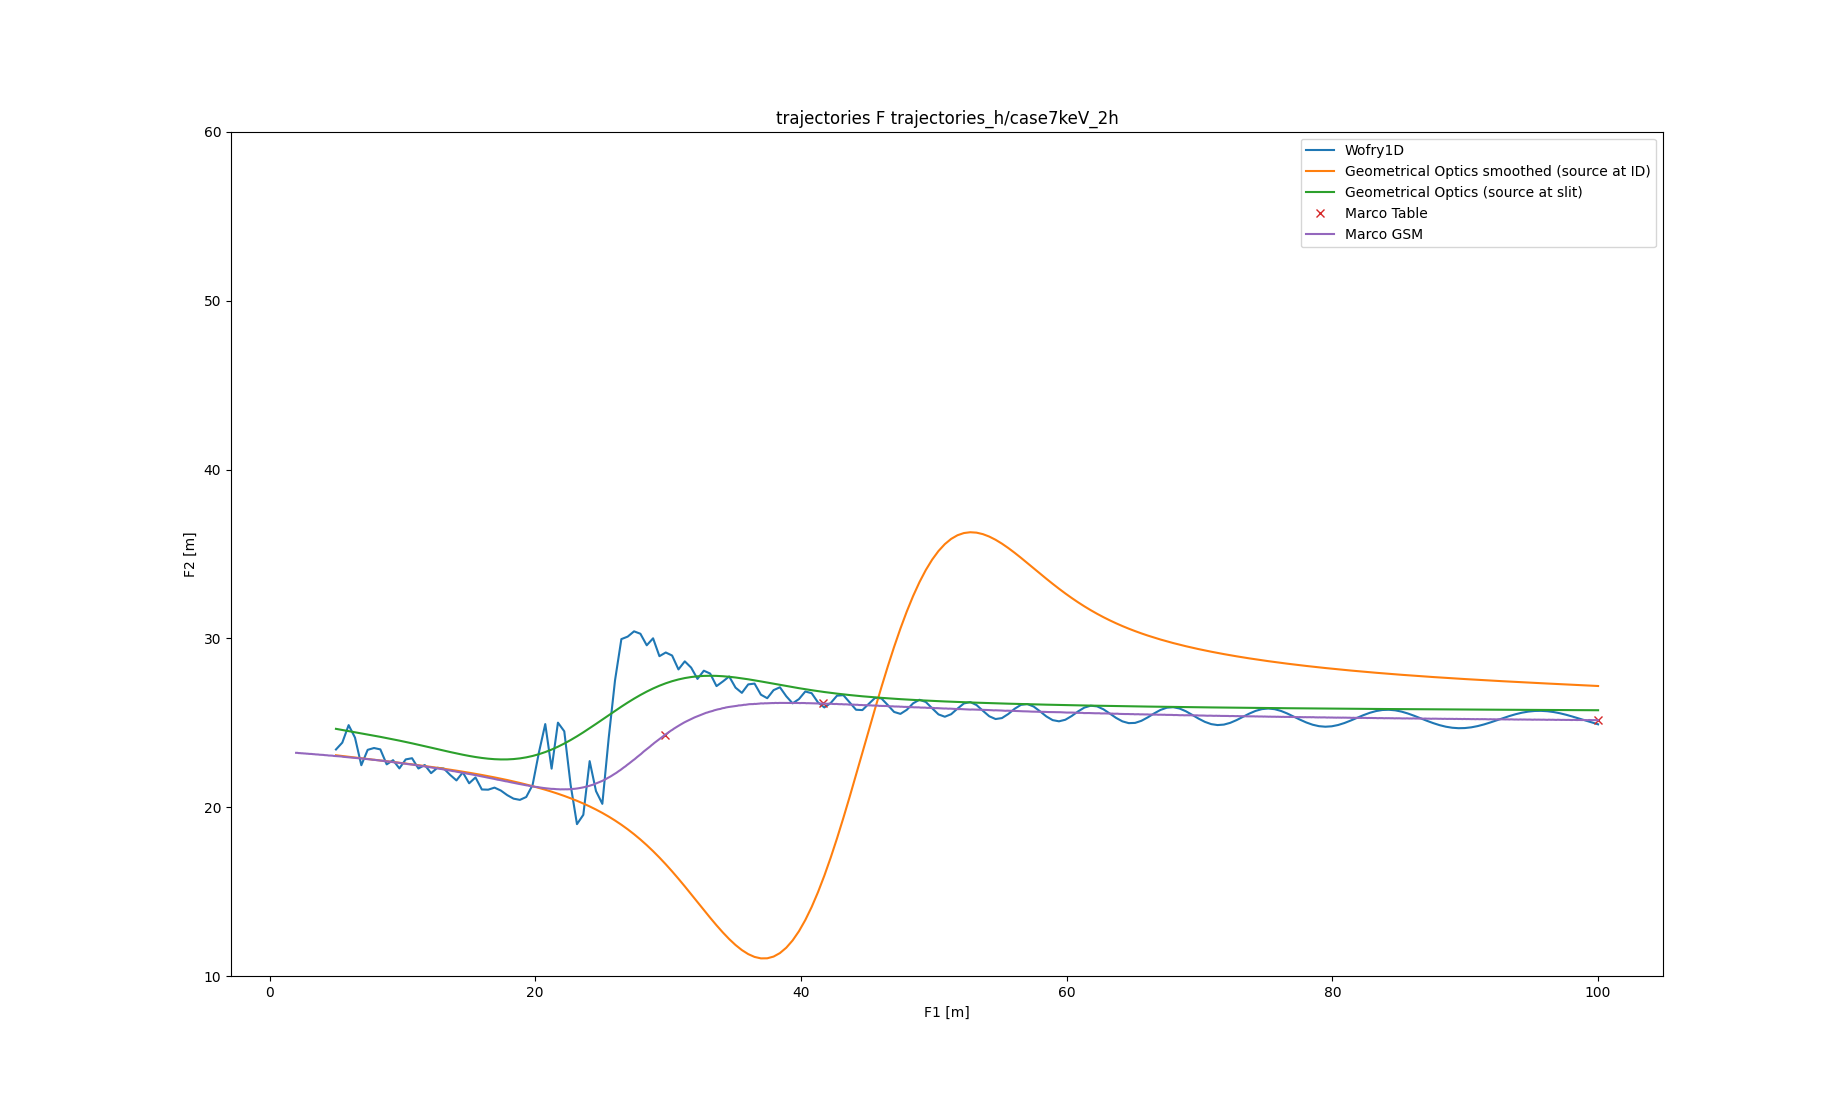 trajectories F trajectories_h/case7keV_2h
Wofry1D
Geometrical Optics smoothed (source at ID)
Geometrical Optics (source at slit)
Marco Table
Marco GSM
60
50
40
30
20
10
F2 [m]
0 20 40 60 80 100
F1 [m]